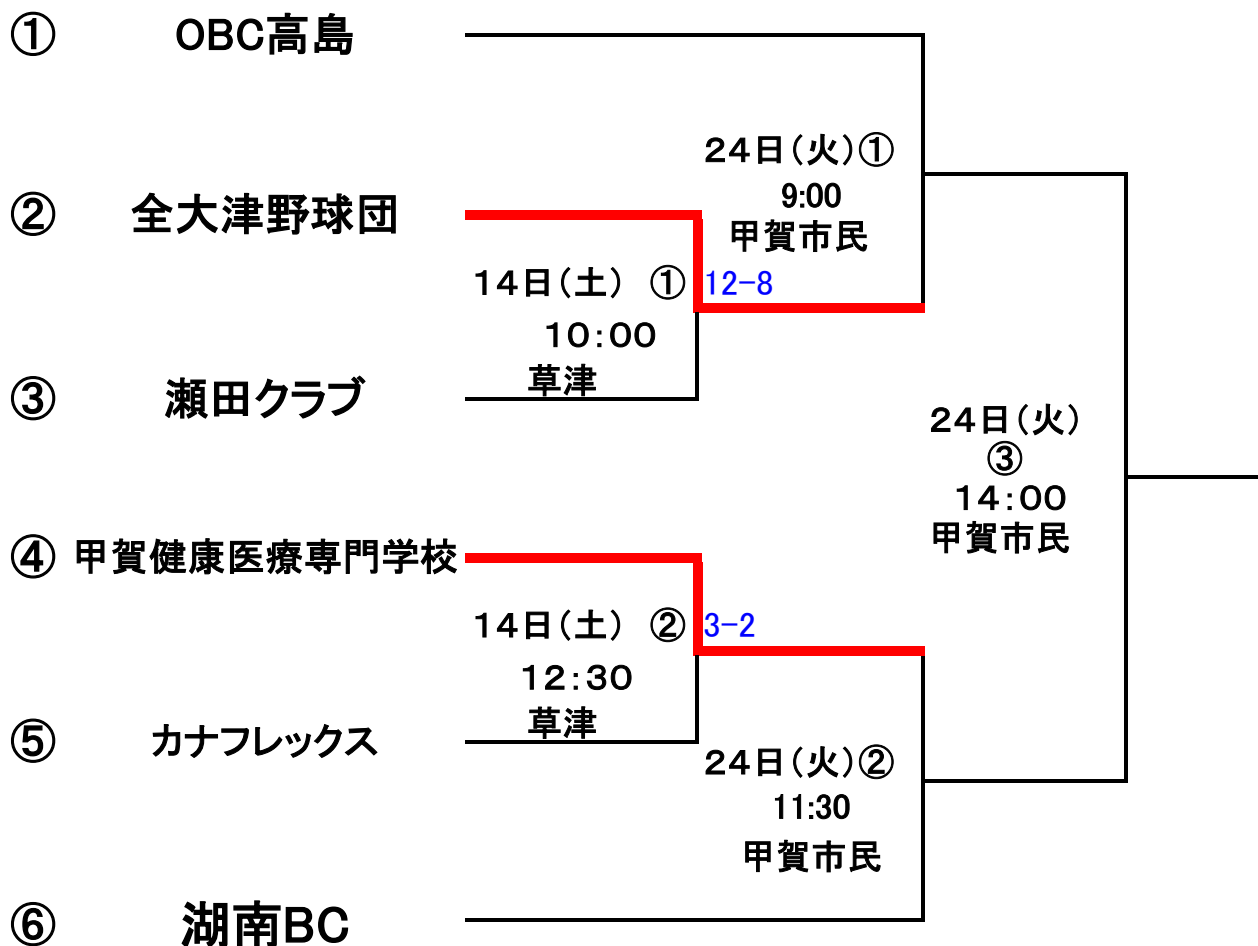 ① OBC高島
24日(火)①
9:00
甲賀市民
② 全大津野球団
14日(土) ① 12-8
10:00
草津
③ 瀬田クラブ
24日(火)
③
14:00
甲賀市民
④ 甲賀健康医療専門学校
14日(土) ② 3-2
12:30
草津
⑤ カナフレックス
24日(火)②
11:30
甲賀市民
⑥ 湖南BC